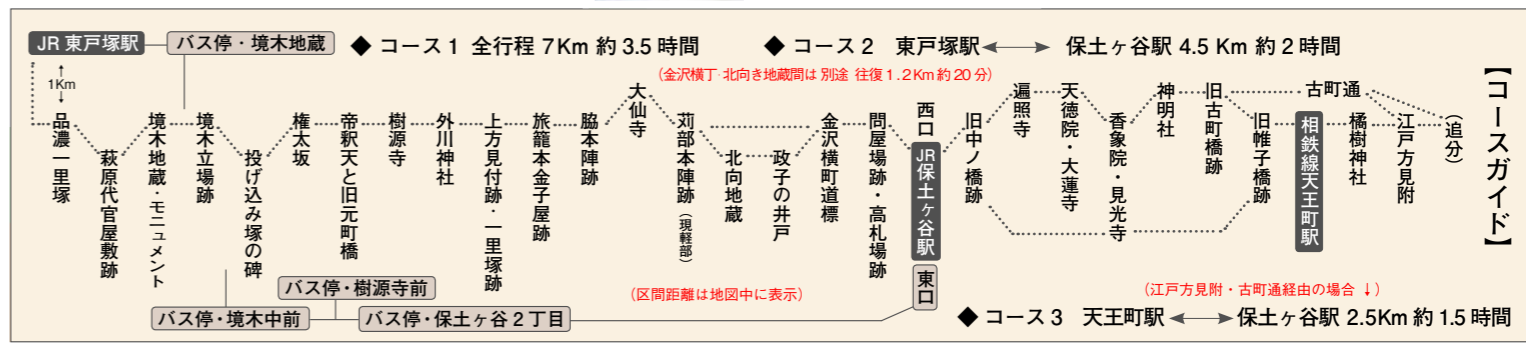 【コースガイド】
JR 東戸塚駅
バス停・境木地蔵
◆ コース1 全行程 7Km 約 3.5 時間
◆ コース2 東戸塚駅 ←→ 保土ヶ谷駅 4.5 Km 約 2 時間
(金沢横丁・北向き地蔵間は 別途 往復 1.2Km 約 20 分)
↑
1Km
↓
品濃一里塚
萩原代官屋敷跡
境木地蔵・モニュメント
境木立場跡
投げ込み塚の碑
権太坂
帝釈天と旧元町橋
樹源寺
外川神社
上方見付跡・一里塚跡
旅籠本金子屋跡
脇本陣跡
大仙寺
苅部本陣跡(現軽部)
北向地蔵
政子の井戸
金沢横町道標
問屋場跡・高札場跡
西口
JR保土ヶ谷駅
東口
旧中ノ橋跡
遍照寺
天徳院・大蓮寺
香象院・見光寺
神明社
旧古町橋跡
旧帷子橋跡
古町通
相鉄線天王町駅
橘樹神社
江戸方見附
(追分)
バス停・境木中前
バス停・樹源寺前
バス停・保土ヶ谷2丁目
(区間距離は地図中に表示)
(江戸方見附・古町通経由の場合 ↓)
◆ コース3 天王町駅 ←→ 保土ヶ谷駅 2.5Km 約 1.5 時間